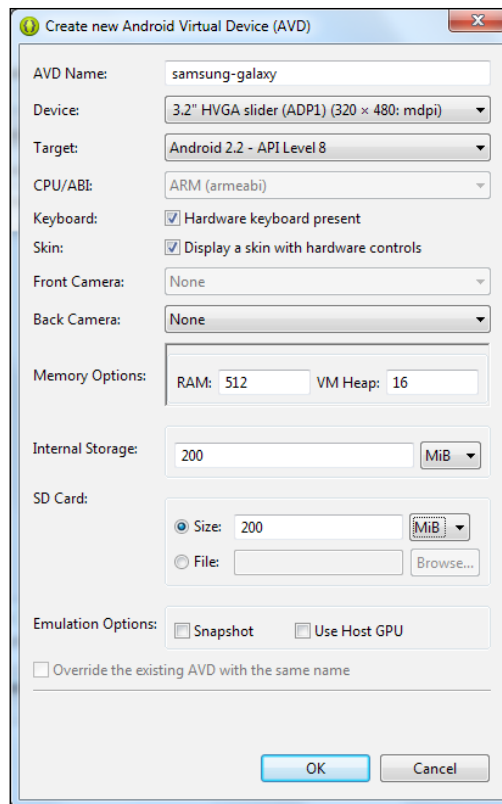 Create new Android Virtual Device (AVD)
AVD Name: samsung-galaxy
Device: 3.2" HVGA slider (ADP1) (320 × 480: mdpi)
Target: Android 2.2 - API Level 8
CPU/ABI: ARM (armeabi)
Keyboard: Hardware keyboard present
Skin: Display a skin with hardware controls
Front Camera: None
Back Camera: None
Memory Options: RAM: 512 VM Heap: 16
Internal Storage: 200 MiB
SD Card:
Size: 200 MiB
File: Browse...
Emulation Options: Snapshot Use Host GPU
Override the existing AVD with the same name
OK Cancel